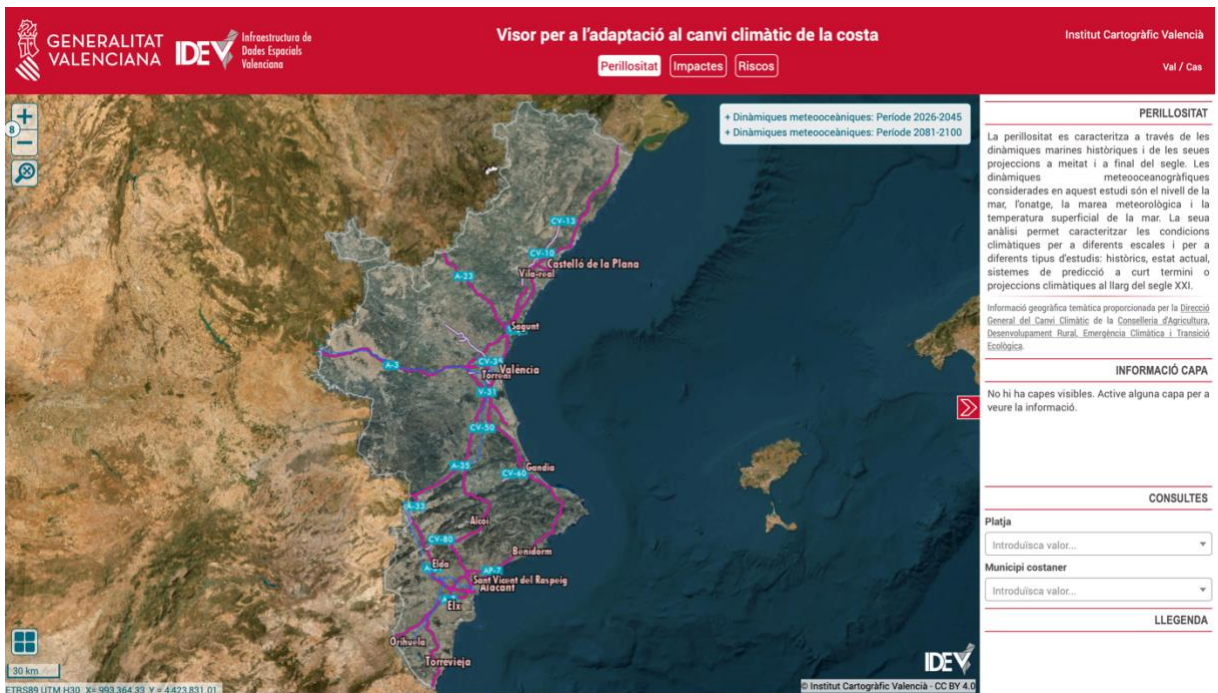 GENERALITAT
VALENCIANA
IDEV
Infraestructura de
Dades Espacials
Valenciana
Visor per a l'adaptació al canvi climàtic de la costa
Perillositat
Impactes
Riscos
Institut Cartogràfic Valencià
Val / Cas
+
8
−
+ Dinàmiques meteooceàniques: Període 2026-2045
+ Dinàmiques meteooceàniques: Període 2081-2100
CV-13
CV-10
Castelló de la Plana
Vila-real
A-23
Sagunt
A-3
CV-35
València
Torrent
V-31
CV-50
A-35
CV-60
Gandia
A-33
Alcoi
CV-80
Benidorm
Elda
AP-7
Sant Vicent del Raspeig
Alacant
Elx
Orihuela
Torrevieja
30 km
ETRS89 UTM H30 X= 993.364,33 Y = 4.423.831,01
IDEV
© Institut Cartogràfic Valencià - CC BY 4.0
PERILLOSITAT
La perillositat es caracteritza a través de les
dinàmiques marines històriques i de les seues
projeccions a meitat i a final del segle. Les
dinàmiques meteooceanogràfiques
considerades en aquest estudi són el nivell de la
mar, l'onatge, la marea meteorològica i la
temperatura superficial de la mar. La seua
anàlisi permet caracteritzar les condicions
climàtiques per a diferents escales i per a
diferents tipus d'estudis: històrics, estat actual,
sistemes de predicció a curt termini o
projeccions climàtiques al llarg del segle XXI.
Informació geogràfica temàtica proporcionada per la Direcció
General del Canvi Climàtic de la Conselleria d'Agricultura,
Desenvolupament Rural, Emergència Climàtica i Transició
Ecològica.
INFORMACIÓ CAPA
No hi ha capes visibles. Active alguna capa per a
veure la informació.
CONSULTES
Platja
Introduïsca valor...
Municipi costaner
Introduïsca valor...
LLEGENDA